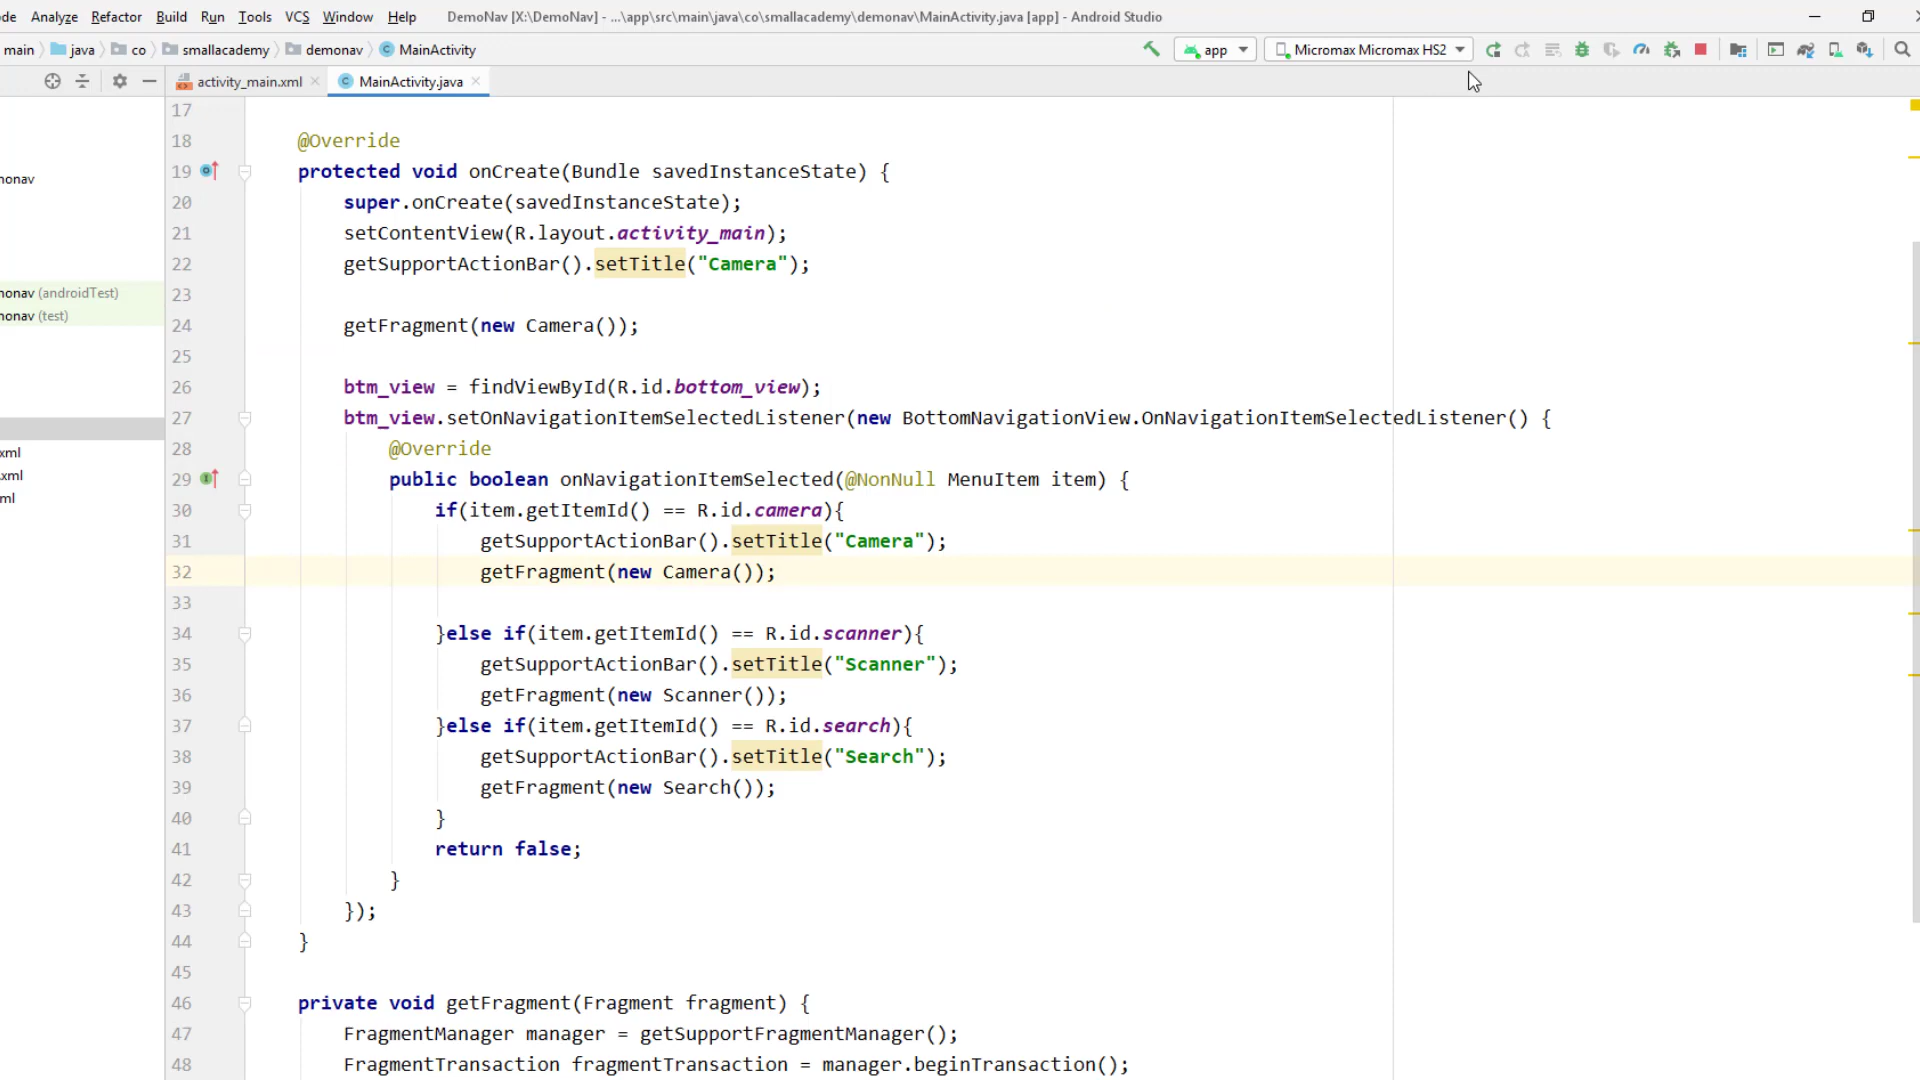 de Analyze Refactor Build Run Tools VCS Window Help DemoNav [X:\DemoNav] - ...\app\src\main\java\co\smallacademy\demonav\MainActivity.java [app] - Android Studio
main java co smallacademy demonav MainActivity app Micromax Micromax HS2
activity_main.xml MainActivity.java
monav
monav (androidTest)
monav (test)
xml
.xml
ml
17
18 @Override
19 protected void onCreate(Bundle savedInstanceState) {
20 super.onCreate(savedInstanceState);
21 setContentView(R.layout.activity_main);
22 getSupportActionBar().setTitle("Camera");
23
24 getFragment(new Camera());
25
26 btm_view = findViewById(R.id.bottom_view);
27 btm_view.setOnNavigationItemSelectedListener(new BottomNavigationView.OnNavigationItemSelectedListener() {
28 @Override
29 public boolean onNavigationItemSelected(@NonNull MenuItem item) {
30 if(item.getItemId() == R.id.camera){
31 getSupportActionBar().setTitle("Camera");
32 getFragment(new Camera());
33
34 }else if(item.getItemId() == R.id.scanner){
35 getSupportActionBar().setTitle("Scanner");
36 getFragment(new Scanner());
37 }else if(item.getItemId() == R.id.search){
38 getSupportActionBar().setTitle("Search");
39 getFragment(new Search());
40 }
41 return false;
42 }
43 });
44 }
45
46 private void getFragment(Fragment fragment) {
47 FragmentManager manager = getSupportFragmentManager();
48 FragmentTransaction fragmentTransaction = manager.beginTransaction();